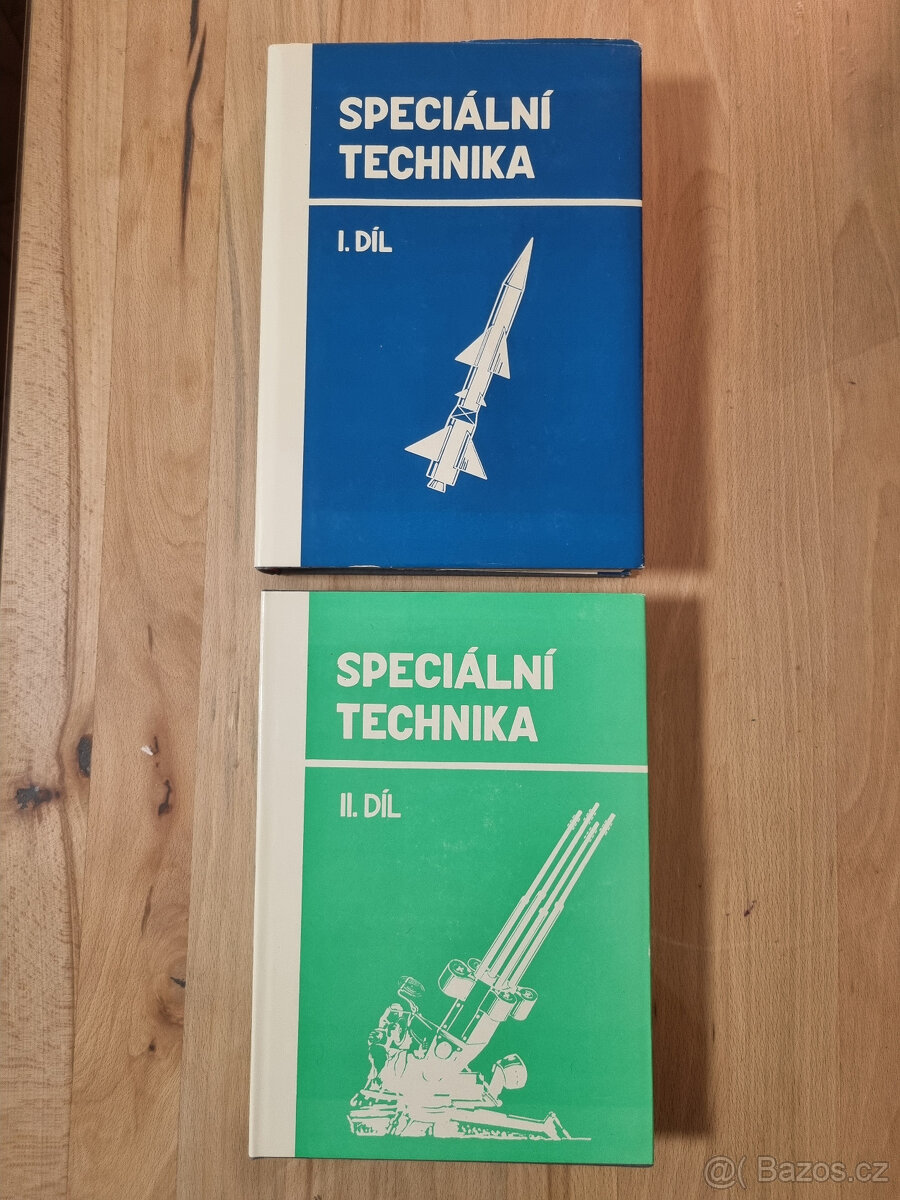 SPECIÁLNÍ
TECHNIKA
I. DÍL
SPECIÁLNÍ
TECHNIKA
II. DÍL
@( Bazos.cz